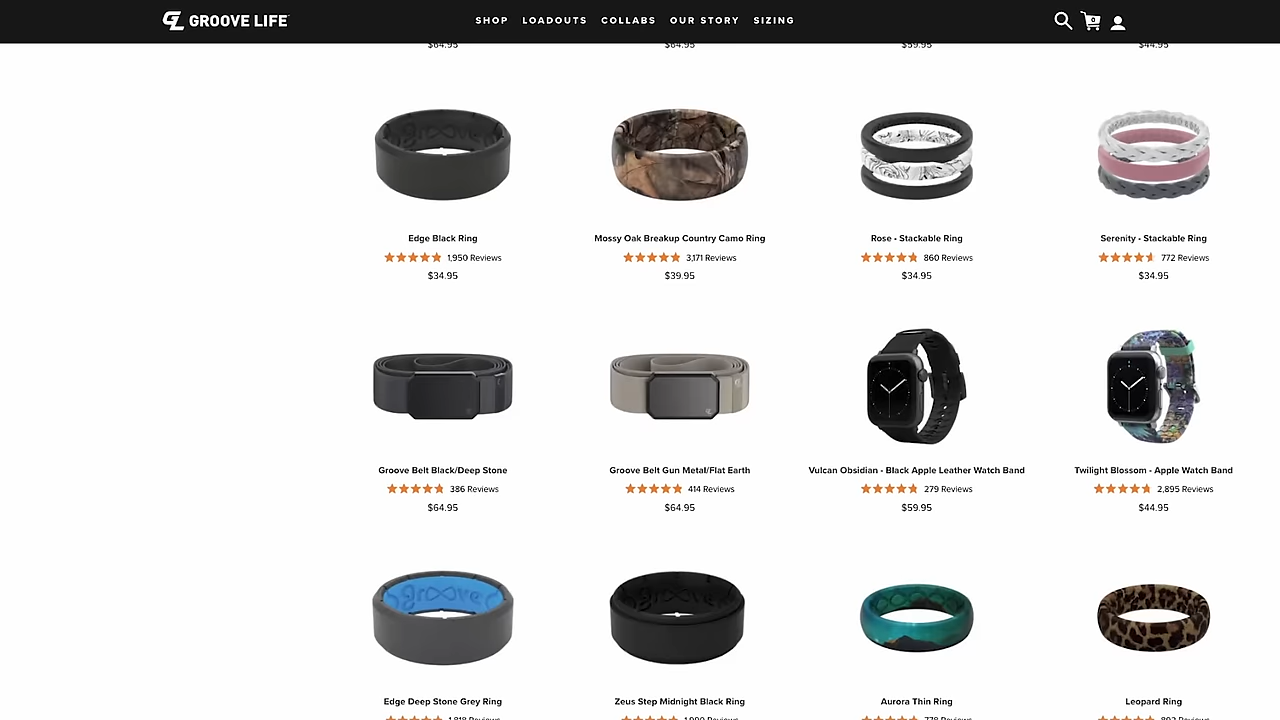 GROOVE LIFE
SHOP LOADOUTS COLLABS OUR STORY SIZING
0
$64.95 $64.95 $59.95 $44.95
groove
Edge Black Ring
1,950 Reviews
$34.95
Mossy Oak Breakup Country Camo Ring
3,171 Reviews
$39.95
Rose - Stackable Ring
860 Reviews
$34.95
Serenity - Stackable Ring
772 Reviews
$34.95
Groove Belt Black/Deep Stone
386 Reviews
$64.95
Groove Belt Gun Metal/Flat Earth
414 Reviews
$64.95
Vulcan Obsidian - Black Apple Leather Watch Band
279 Reviews
$59.95
Twilight Blossom - Apple Watch Band
2,895 Reviews
$44.95
groove
Edge Deep Stone Grey Ring
groove
Zeus Step Midnight Black Ring
Aurora Thin Ring
Leopard Ring